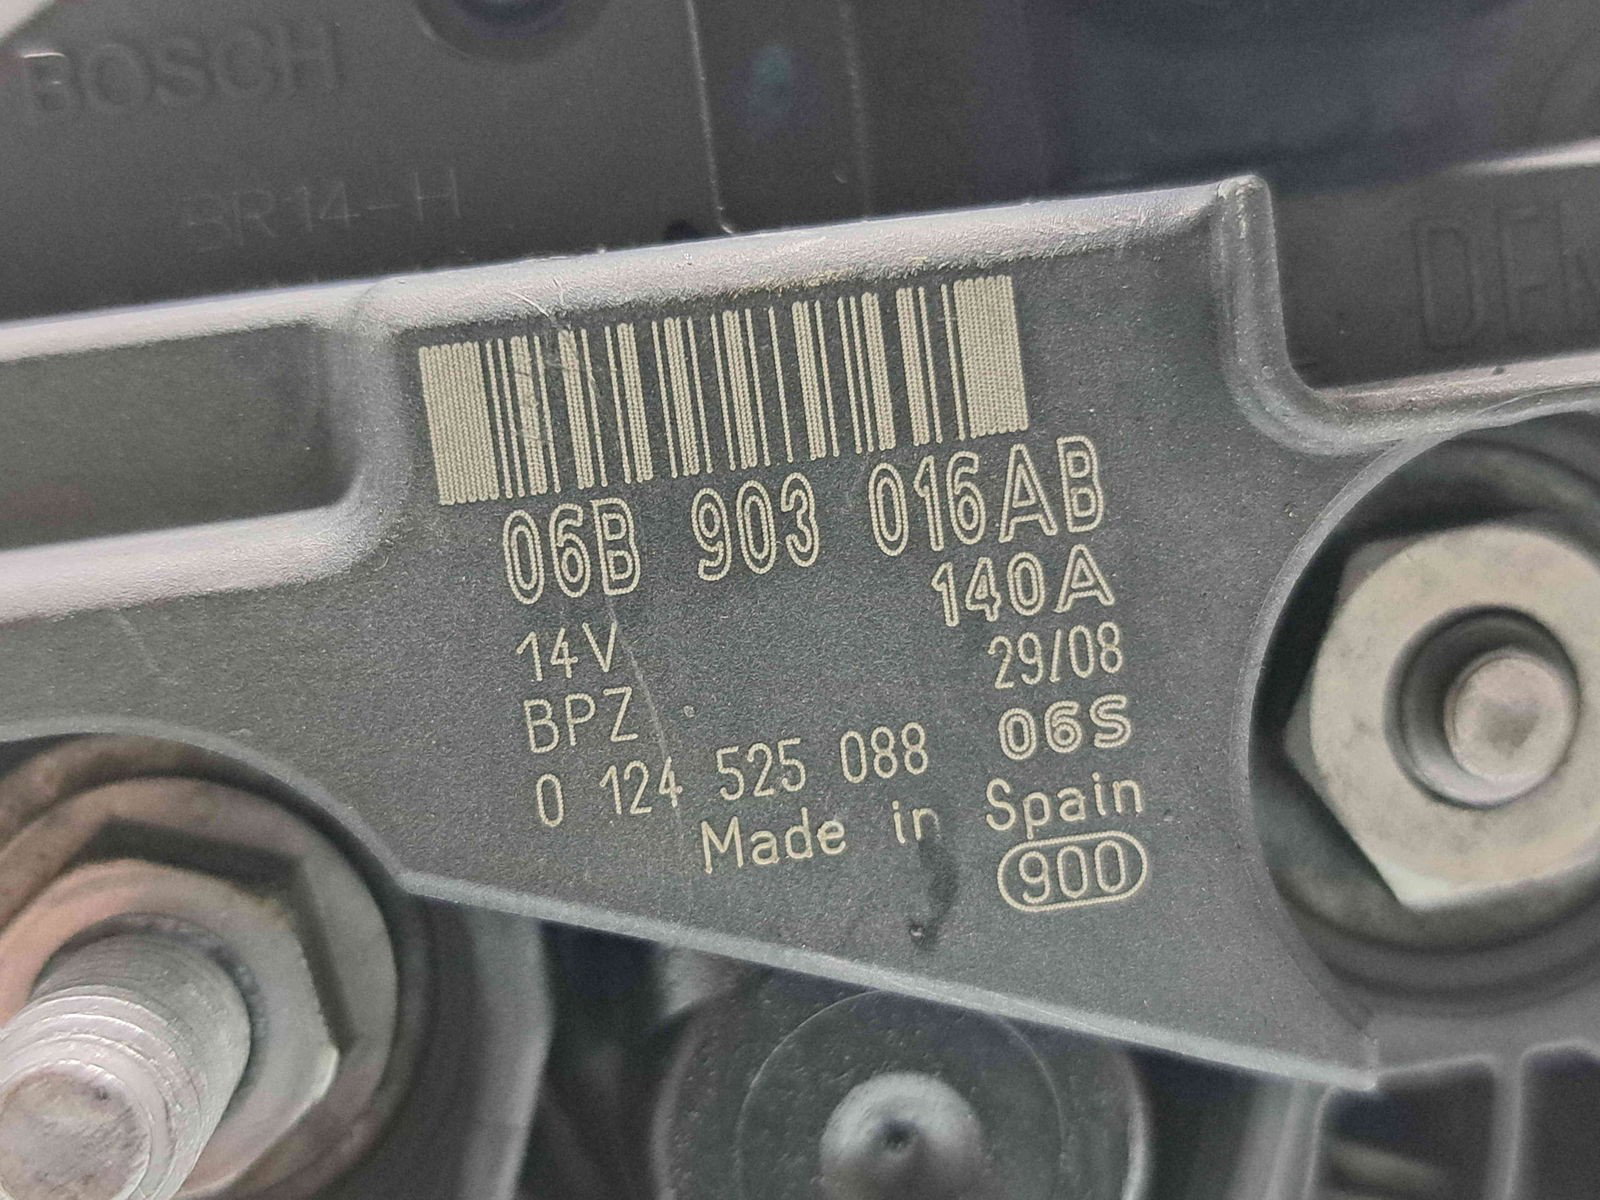 BOSCH
BR14-H
06B 903 016AB
140A
14V 29/08
BPZ 06S
0 124 525 088
Made in Spain
900